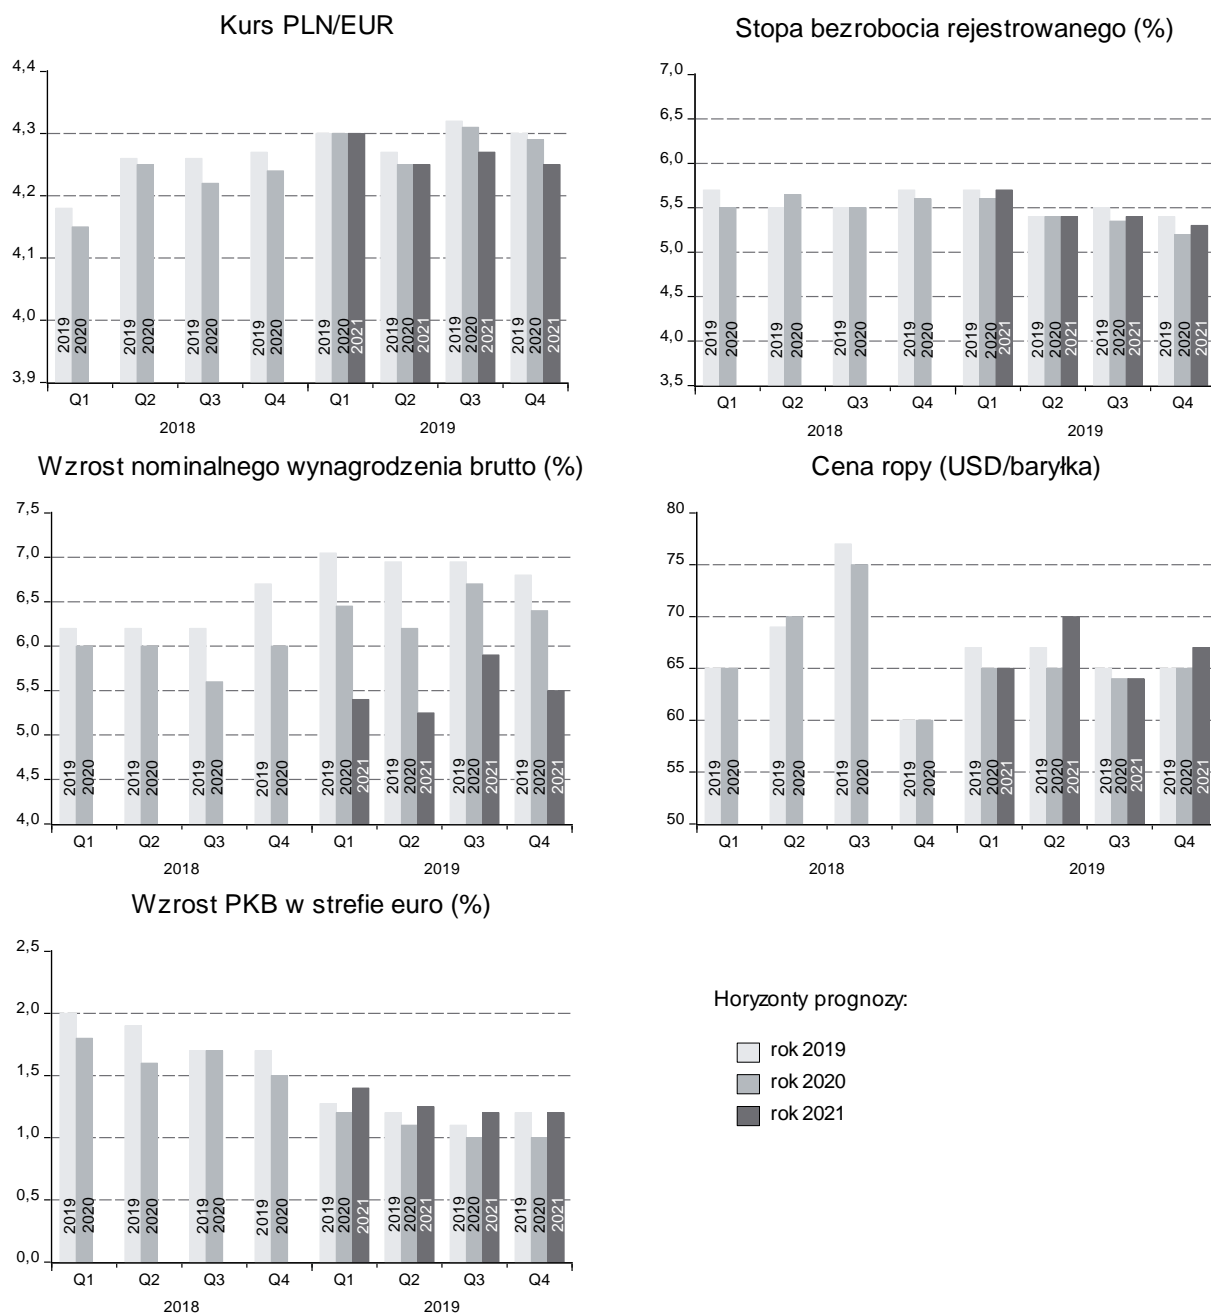 Kurs PLN/EUR
4,4
4,3
4,2
4,1
4,0
3,9
2019 2020 2019 2020 2019 2020 2019 2020 2019 2020 2021 2019 2020 2021 2019 2020 2021 2019 2020 2021
Q1 Q2 Q3 Q4 Q1 Q2 Q3 Q4
2018 2019
Stopa bezrobocia rejestrowanego (%)
7,0
6,5
6,0
5,5
5,0
4,5
4,0
3,5
2019 2020 2019 2020 2019 2020 2019 2020 2019 2020 2021 2019 2020 2021 2019 2020 2021 2019 2020 2021
Q1 Q2 Q3 Q4 Q1 Q2 Q3 Q4
2018 2019
Wzrost nominalnego wynagrodzenia brutto (%)
7,5
7,0
6,5
6,0
5,5
5,0
4,5
4,0
2019 2020 2019 2020 2019 2020 2019 2020 2019 2020 2021 2019 2020 2021 2019 2020 2021 2019 2020 2021
Q1 Q2 Q3 Q4 Q1 Q2 Q3 Q4
2018 2019
Cena ropy (USD/baryłka)
80
75
70
65
60
55
50
2019 2020 2019 2020 2019 2020 2019 2020 2019 2020 2021 2019 2020 2021 2019 2020 2021 2019 2020 2021
Q1 Q2 Q3 Q4 Q1 Q2 Q3 Q4
2018 2019
Wzrost PKB w strefie euro (%)
2,5
2,0
1,5
1,0
0,5
0,0
2019 2020 2019 2020 2019 2020 2019 2020 2019 2020 2021 2019 2020 2021 2019 2020 2021 2019 2020 2021
Q1 Q2 Q3 Q4 Q1 Q2 Q3 Q4
2018 2019
Horyzonty prognozy:
rok 2019
rok 2020
rok 2021